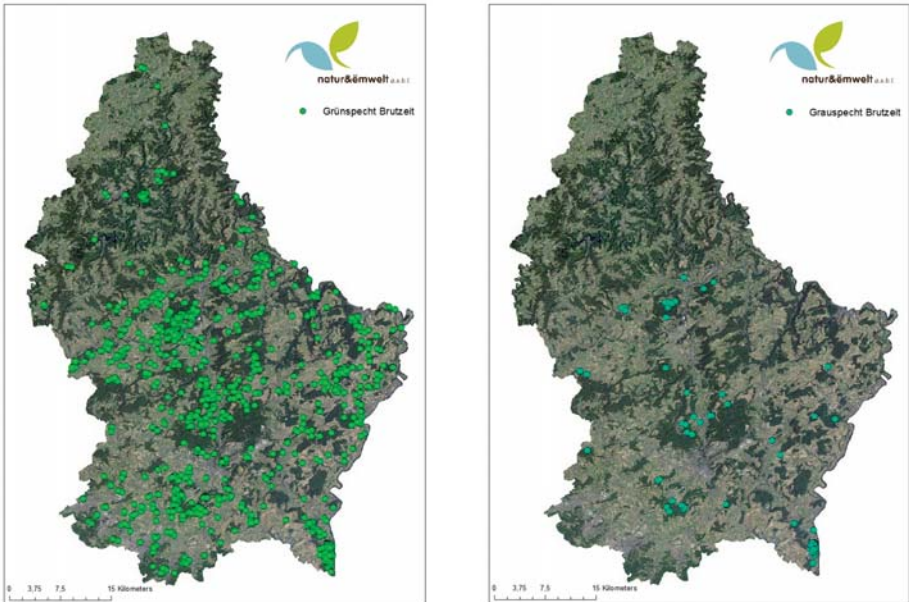 natur&ëmwelt a.s.b.l.
Grünspecht Brutzeit
0 3,75 7,5 15 Kilometers
natur&ëmwelt a.s.b.l.
Grauspecht Brutzeit
0 3,75 7,5 15 Kilometers